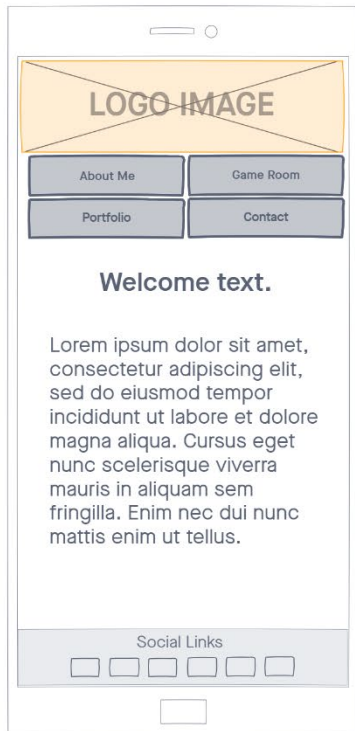 LOGO IMAGE
About Me
Game Room
Portfolio
Contact
Welcome text.
Lorem ipsum dolor sit amet,
consectetur adipiscing elit,
sed do eiusmod tempor
incididunt ut labore et dolore
magna aliqua. Cursus eget
nunc scelerisque viverra
mauris in aliquam sem
fringilla. Enim nec dui nunc
mattis enim ut tellus.
Social Links